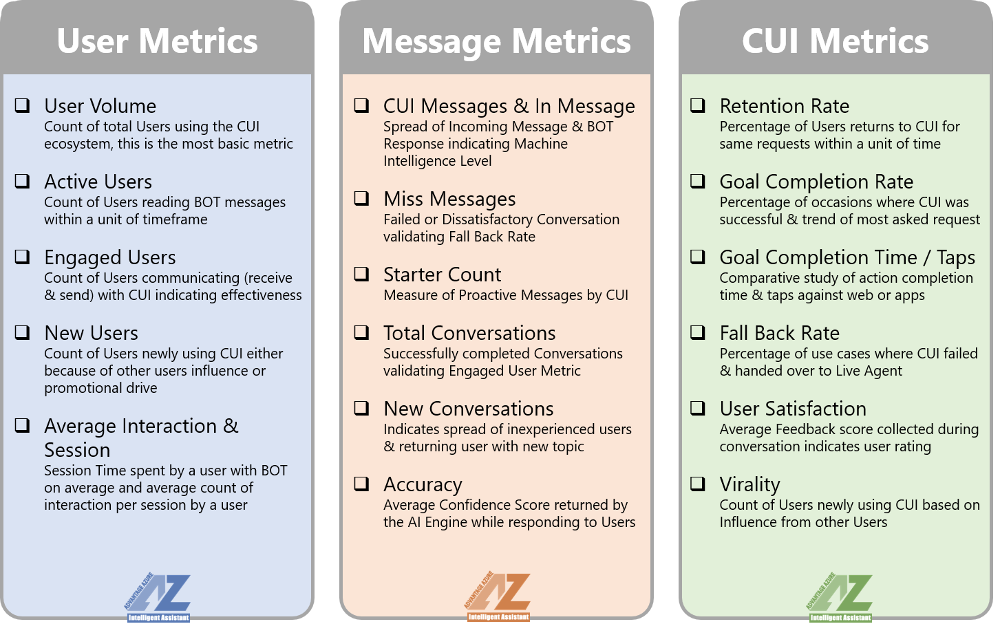 User Metrics
User Volume
Count of total Users using the CUI
ecosystem, this is the most basic metric
Active Users
Count of Users reading BOT messages
within a unit of timeframe
Engaged Users
Count of Users communicating (receive
& send) with CUI indicating effectiveness
New Users
Count of Users newly using CUI either
because of other users influence or
promotional drive
Average Interaction &
Session
Session Time spent by a user with BOT
on average and average count of
interaction per session by a user
ADVANTAGE AZURE
AZ
Intelligent Assistant
Message Metrics
CUI Messages & In Message
Spread of Incoming Message & BOT
Response indicating Machine
Intelligence Level
Miss Messages
Failed or Dissatisfactory Conversation
validating Fall Back Rate
Starter Count
Measure of Proactive Messages by CUI
Total Conversations
Successfully completed Conversations
validating Engaged User Metric
New Conversations
Indicates spread of inexperienced users
& returning user with new topic
Accuracy
Average Confidence Score returned by
the AI Engine while responding to Users
ADVANTAGE AZURE
AZ
Intelligent Assistant
CUI Metrics
Retention Rate
Percentage of Users returns to CUI for
same requests within a unit of time
Goal Completion Rate
Percentage of occasions where CUI was
successful & trend of most asked request
Goal Completion Time / Taps
Comparative study of action completion
time & taps against web or apps
Fall Back Rate
Percentage of use cases where CUI failed
& handed over to Live Agent
User Satisfaction
Average Feedback score collected during
conversation indicates user rating
Virality
Count of Users newly using CUI based on
Influence from other Users
ADVANTAGE AZURE
AZ
Intelligent Assistant